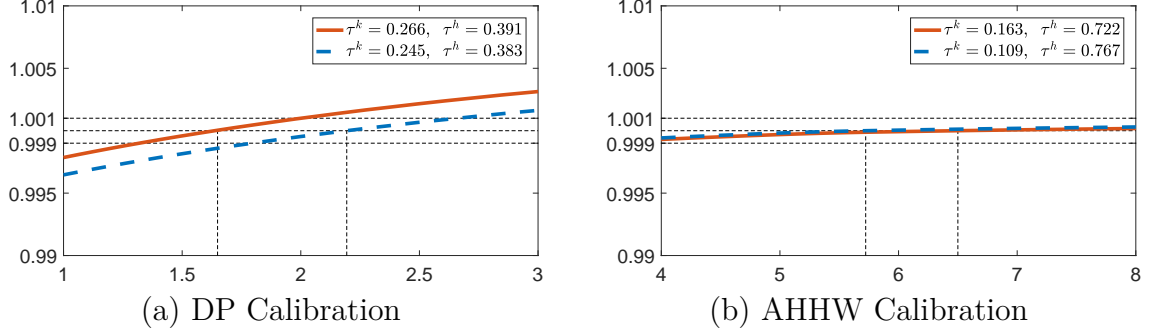 1.01
1.005
1.001
0.999
0.995
0.99
1 1.5 2 2.5 3
τ^k = 0.266, τ^h = 0.391
τ^k = 0.245, τ^h = 0.383
(a) DP Calibration
1.01
1.005
1.001
0.999
0.995
0.99
4 5 6 7 8
τ^k = 0.163, τ^h = 0.722
τ^k = 0.109, τ^h = 0.767
(b) AHHW Calibration